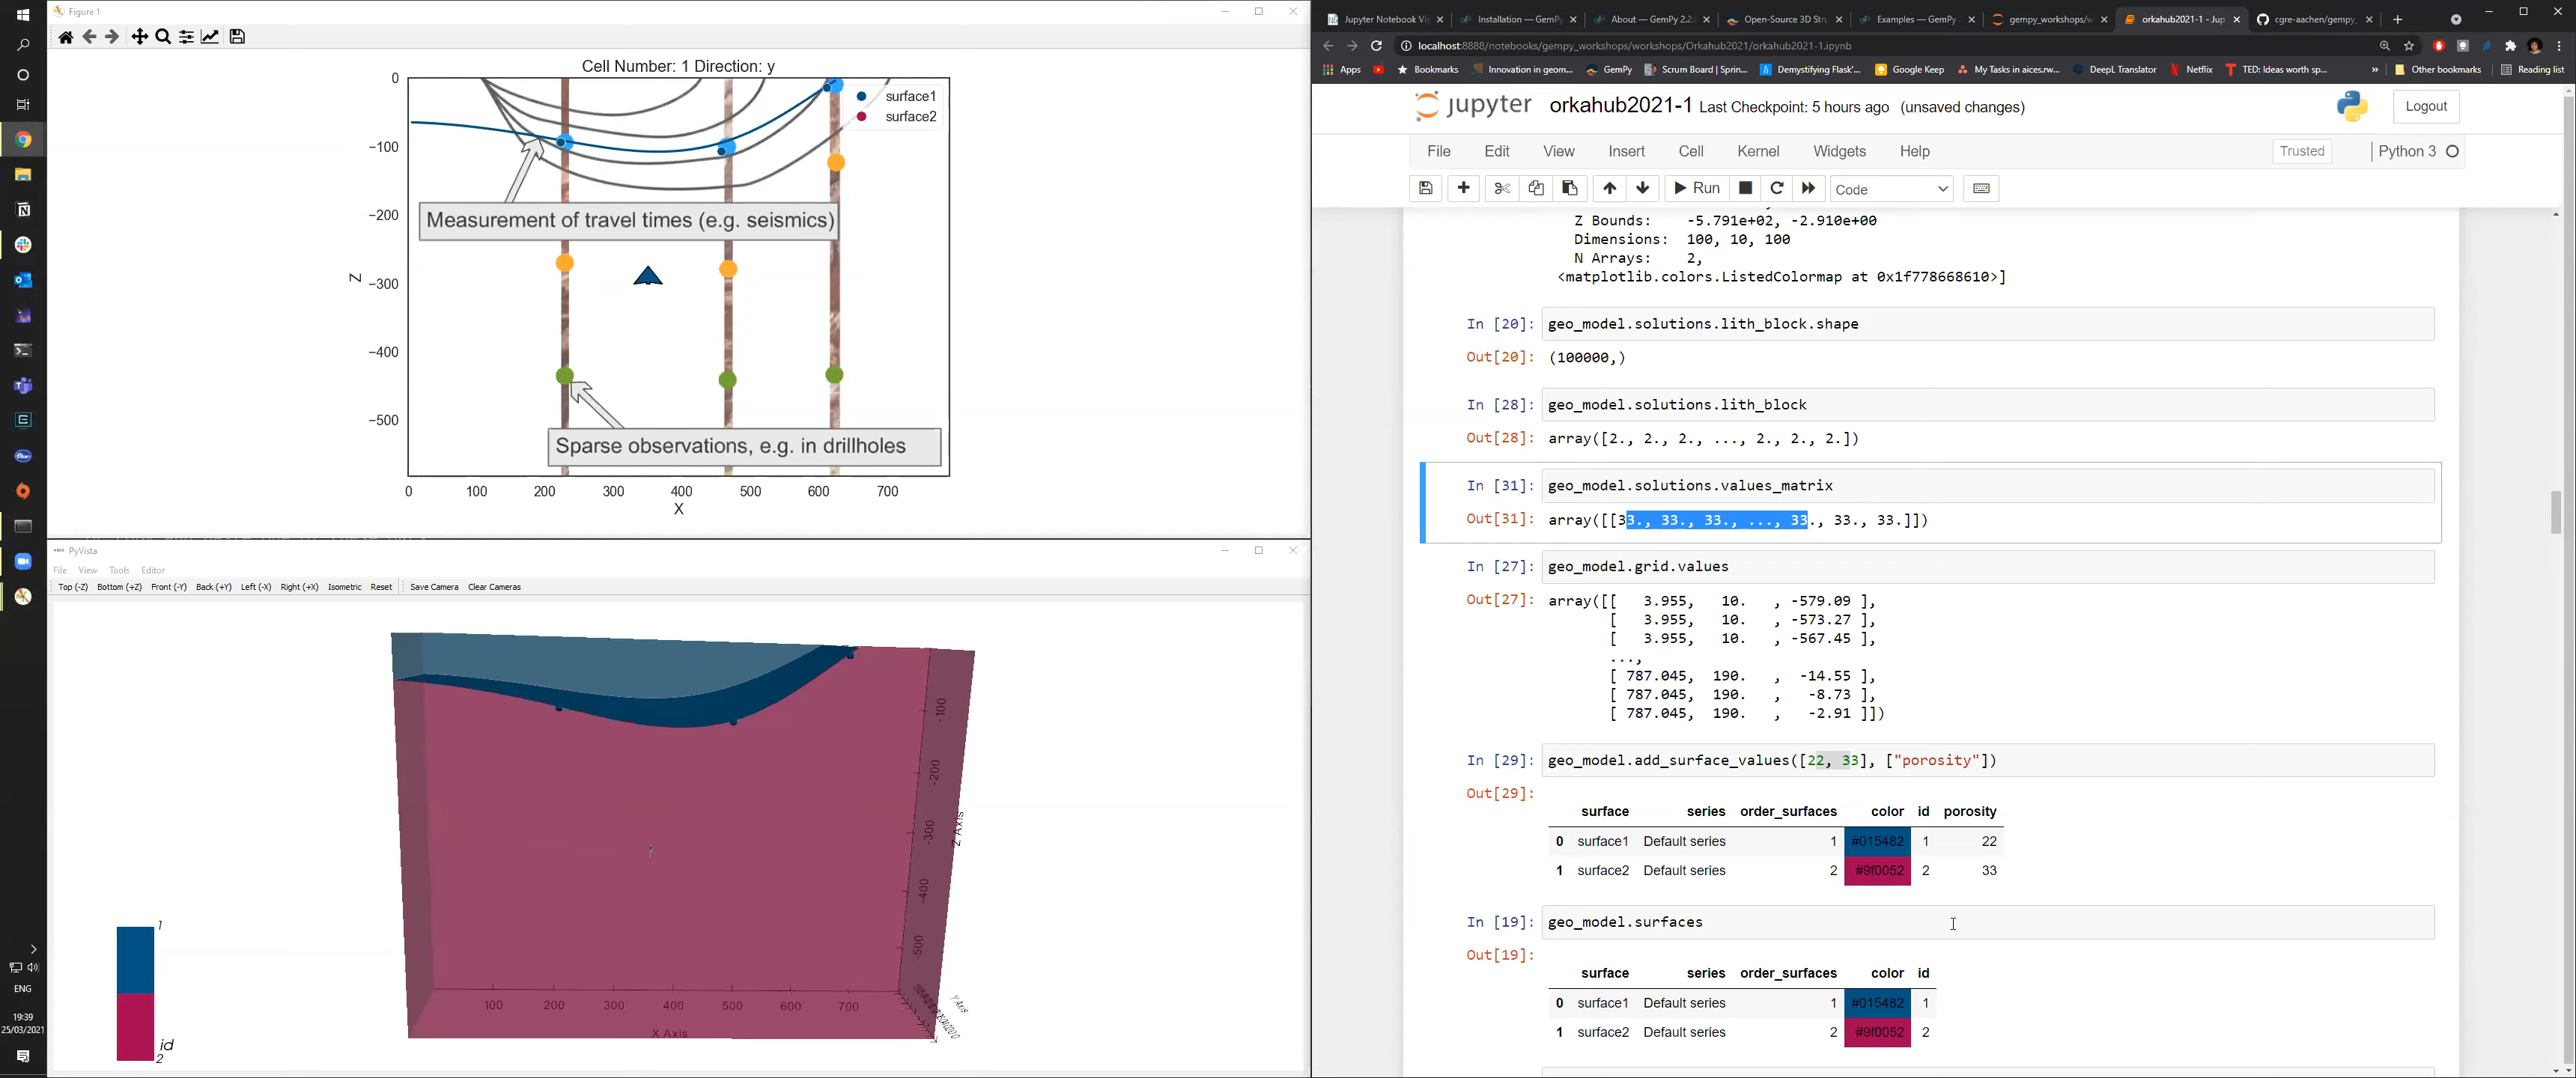 Figure 1
Cell Number: 1 Direction: y
surface1
surface2
0
−100
−200
−300
−400
−500
Z
Measurement of travel times (e.g. seismics)
Sparse observations, e.g. in drillholes
0 100 200 300 400 500 600 700
X
PyVista
File View Tools Editor
Top (-Z) Bottom (+Z) Front (-Y) Back (+Y) Left (-X) Right (+X) Isometric Reset Save Camera Clear Cameras
-100
-200
-300
-400
-500
Z Axis
100 200 300 400 500 600 700
X Axis
Y Axis
1
id
2
ENG
19:39
25/03/2021
Jupyter Notebook Vi
Installation — GemP
About — GemPy 2.2.
Open-Source 3D Str
Examples — GemPy
gempy_workshops/w
orkahub2021-1 - Jup
cgre-aachen/gempy_
localhost:8888/notebooks/gempy_workshops/workshops/Orkahub2021/orkahub2021-1.ipynb
Apps Bookmarks Innovation in geom... GemPy Scrum Board | Sprin... Demystifying Flask'... Google Keep My Tasks in aices.rw... DeepL Translator Netflix TED: Ideas worth sp... » Other bookmarks Reading list
jupyter orkahub2021-1 Last Checkpoint: 5 hours ago (unsaved changes)
Logout
File Edit View Insert Cell Kernel Widgets Help
Trusted Python 3
Run Code
Z Bounds: -5.791e+02, -2.910e+00
Dimensions: 100, 10, 100
N Arrays: 2,
<matplotlib.colors.ListedColormap at 0x1f778668610>]
In [20]: geo_model.solutions.lith_block.shape
Out[20]: (100000,)
In [28]: geo_model.solutions.lith_block
Out[28]: array([2., 2., 2., ..., 2., 2., 2.])
In [31]: geo_model.solutions.values_matrix
Out[31]: array([[33., 33., 33., ..., 33., 33., 33.]])
In [27]: geo_model.grid.values
Out[27]: array([[ 3.955, 10. , -579.09 ],
[ 3.955, 10. , -573.27 ],
[ 3.955, 10. , -567.45 ],
...,
[ 787.045, 190. , -14.55 ],
[ 787.045, 190. , -8.73 ],
[ 787.045, 190. , -2.91 ]])
In [29]: geo_model.add_surface_values([22, 33], ["porosity"])
Out[29]:
surface series order_surfaces color id porosity
0 surface1 Default series 1 #015482 1 22
1 surface2 Default series 2 #9f0052 2 33
In [19]: geo_model.surfaces
Out[19]:
surface series order_surfaces color id
0 surface1 Default series 1 #015482 1
1 surface2 Default series 2 #9f0052 2